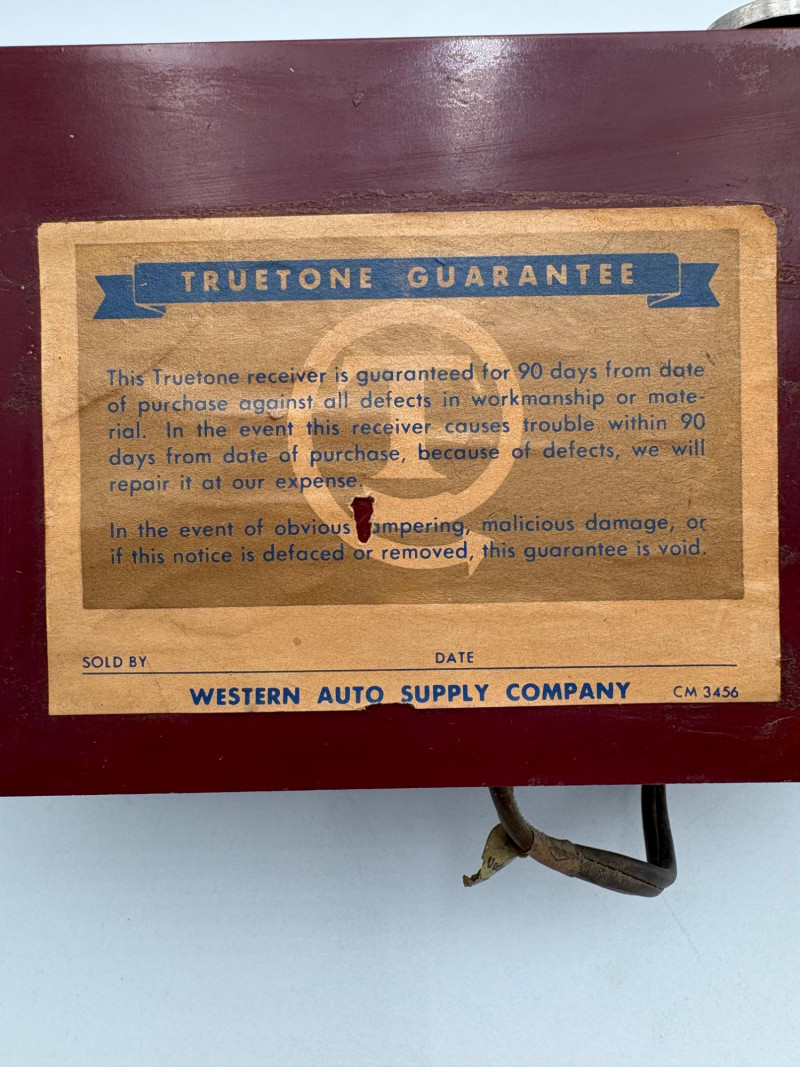 TRUETONE GUARANTEE
This Truetone receiver is guaranteed for 90 days from date
of purchase against all defects in workmanship or mate-
rial. In the event this receiver causes trouble within 90
days from date of purchase, because of defects, we will
repair it at our expense.
In the event of obvious ampering, malicious damage, or
if this notice is defaced or removed, this guarantee is void.
SOLD BY DATE
WESTERN AUTO SUPPLY COMPANY CM 3456